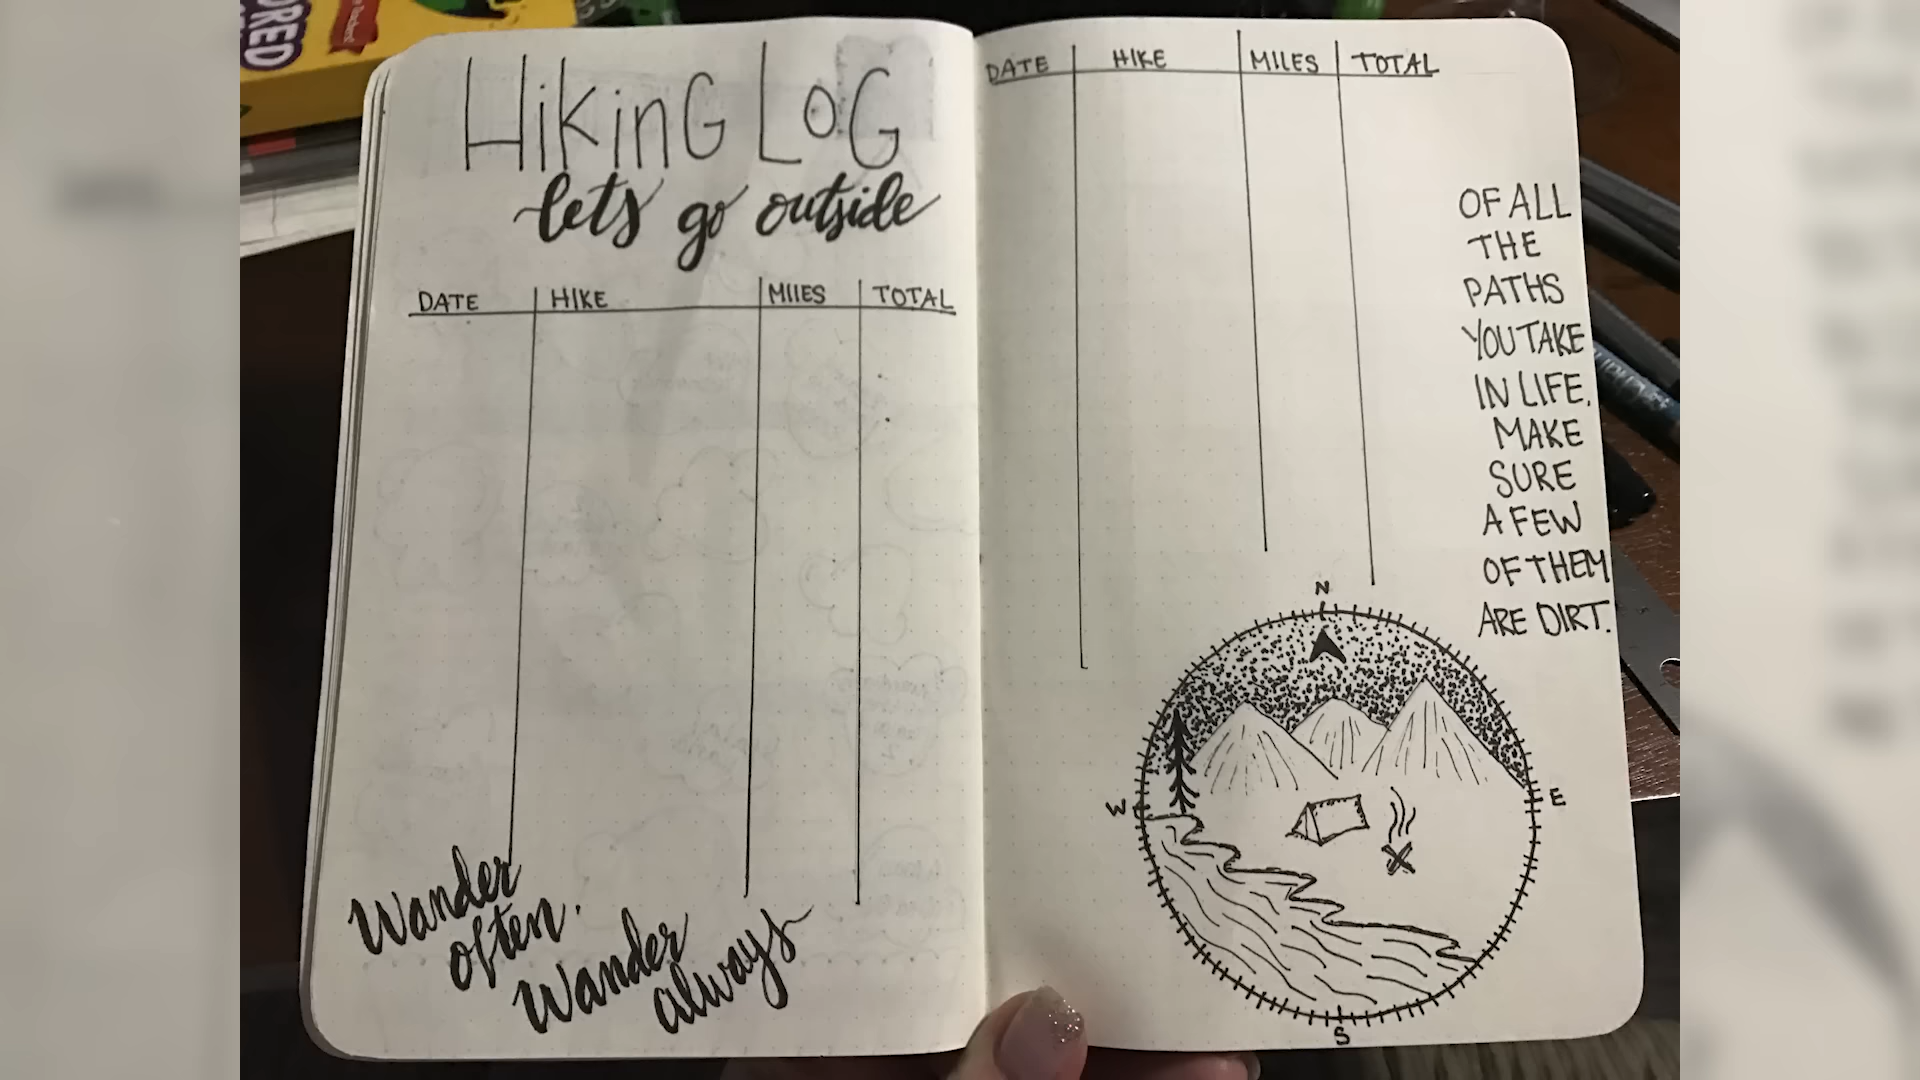 HikinG LoG
lets go outside
DATE HIKE MIlES TOTAL
Wander
often.
Wander
always
DATE HIKE MILES TOTAL
OF ALL
THE
PATHS
YOU TAKE
IN LIFE,
MAKE
SURE
A FEW
OF THEM
ARE DIRT.
N
W E
S